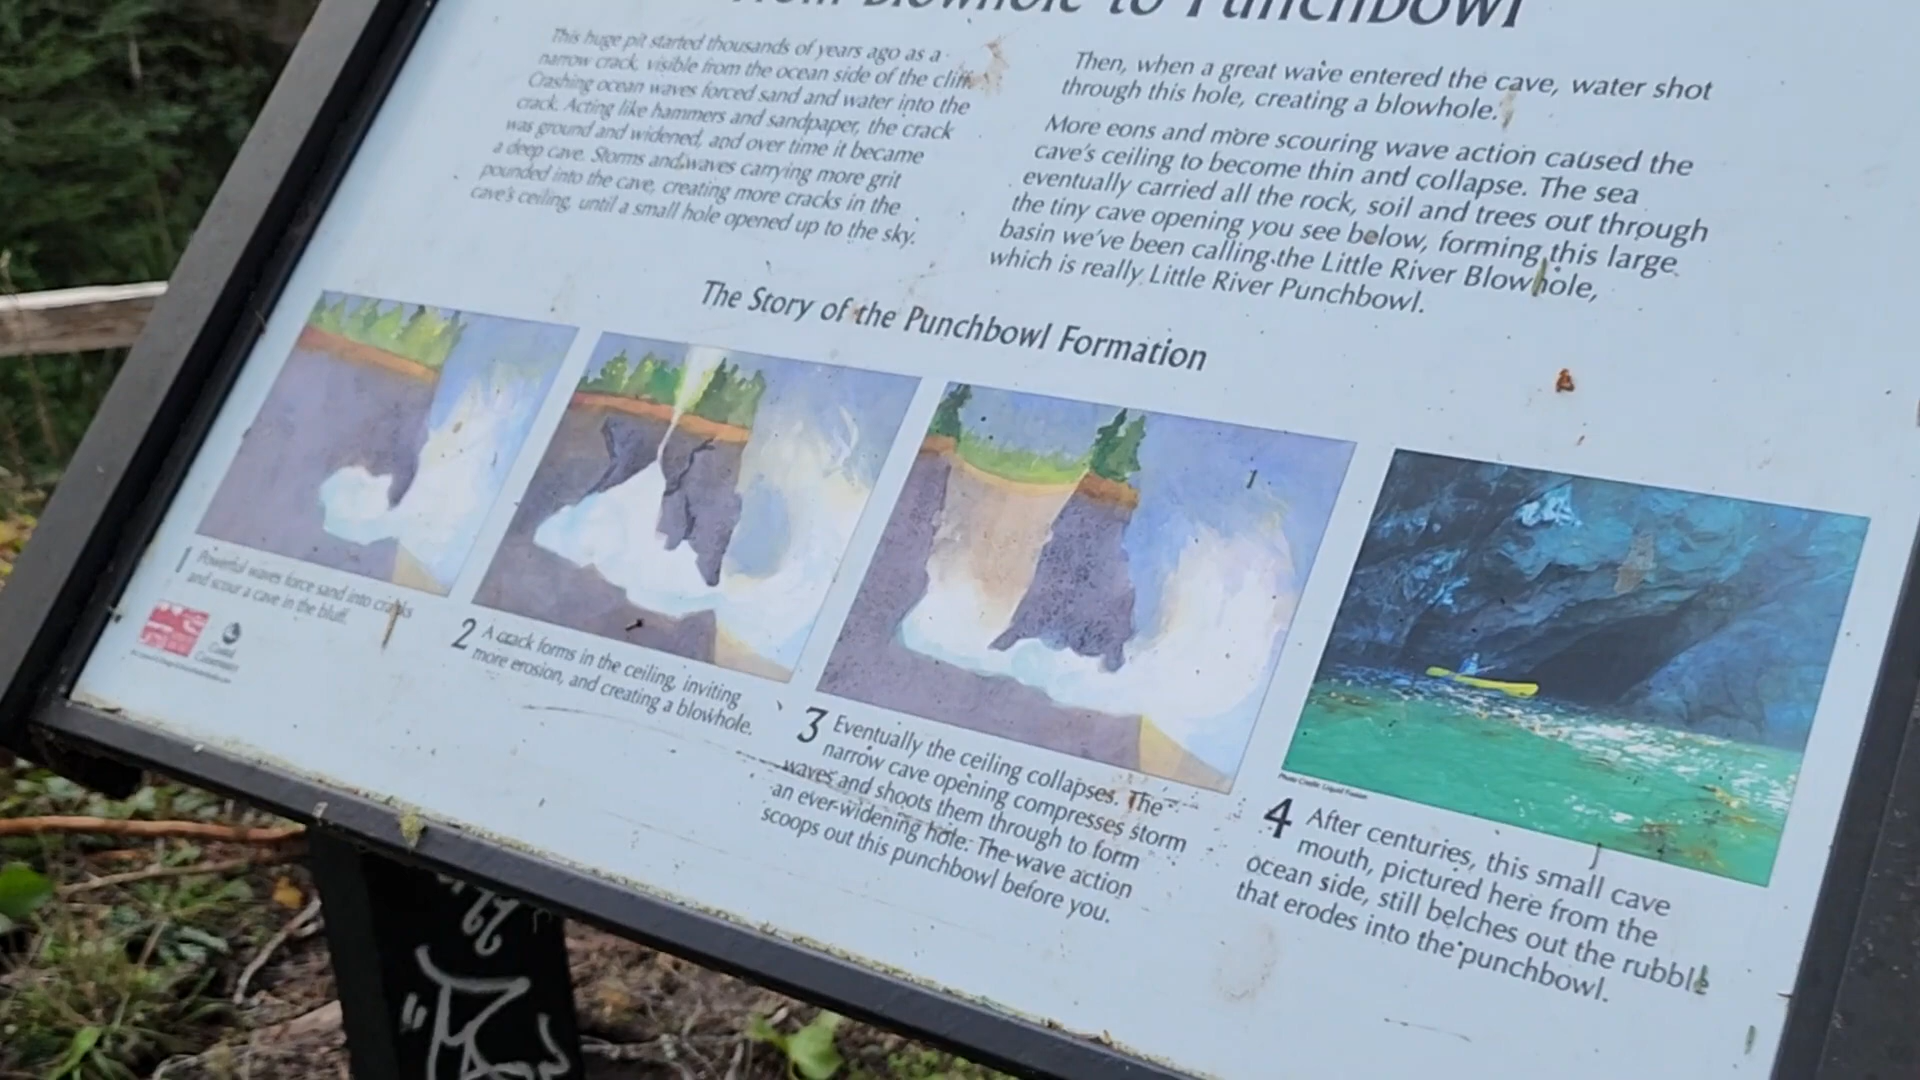 From Blowhole to Punchbowl
This huge pit started thousands of years ago as a
narrow crack, visible from the ocean side of the cliff.
Crashing ocean waves forced sand and water into the
crack. Acting like hammers and sandpaper, the crack
was ground and widened, and over time it became
a deep cave. Storms and waves carrying more grit
pounded into the cave, creating more cracks in the
cave's ceiling, until a small hole opened up to the sky.
Then, when a great wave entered the cave, water shot
through this hole, creating a blowhole.
More eons and more scouring wave action caused the
cave's ceiling to become thin and collapse. The sea
eventually carried all the rock, soil and trees out through
the tiny cave opening you see below, forming this large
basin we've been calling the Little River Blowhole,
which is really Little River Punchbowl.
The Story of the Punchbowl Formation
1 Powerful waves force sand into cracks
and scour a cave in the bluff.
2 A crack forms in the ceiling, inviting
more erosion, and creating a blowhole.
3 Eventually the ceiling collapses. The
narrow cave opening compresses storm
waves and shoots them through to form
an ever-widening hole. The wave action
scoops out this punchbowl before you.
Photo Credit: Liquid Fusion
4 After centuries, this small cave
mouth, pictured here from the
ocean side, still belches out the rubble
that erodes into the punchbowl.
Coastal
Conservancy